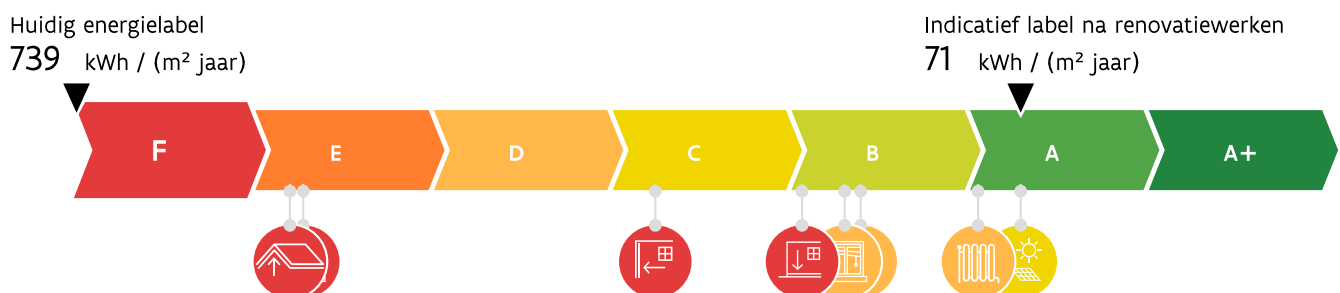 Huidig energielabel
739 kWh / (m² jaar)
Indicatief label na renovatiewerken
71 kWh / (m² jaar)
F E D C B A A+